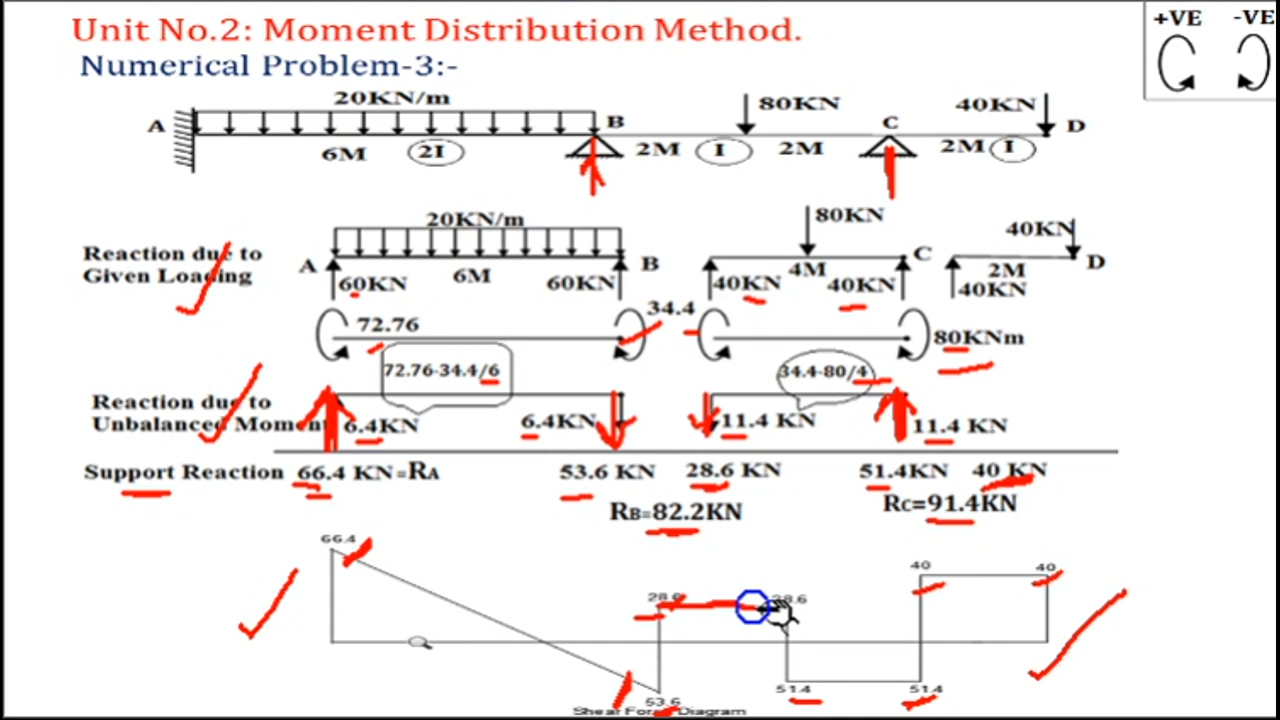 Unit No.2: Moment Distribution Method.
+VE -VE
Numerical Problem-3:-
20KN/m 80KN 40KN
A B C D
6M 2I 2M I 2M 2M I
20KN/m 80KN 40KN
Reaction due to
Given Loading
A 6M B 4M C 2M D
60KN 60KN 40KN 40KN 40KN
72.76 34.4 80KNm
72.76-34.4/6 34.4-80/4
Reaction due to
Unbalanced Moment
6.4KN 6.4KN 11.4 KN 11.4 KN
Support Reaction 66.4 KN=RA 53.6 KN 28.6 KN 51.4KN 40 KN
RB=82.2KN RC=91.4KN
66.4 40 40
28.6
53.6 51.4 51.4
Shear Force Diagram